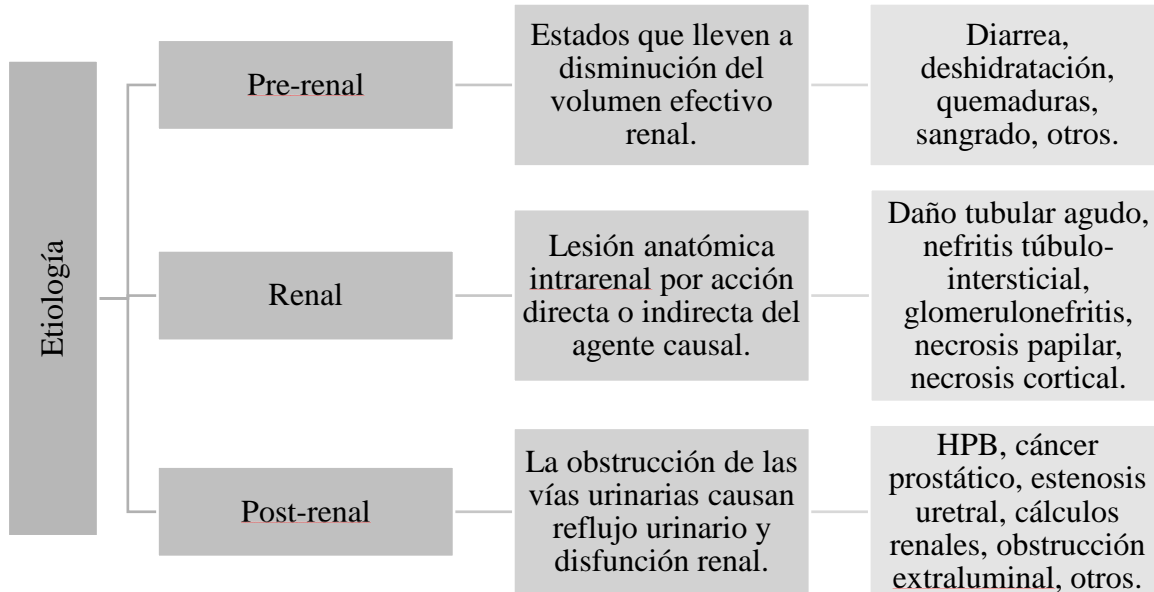 Etiología
Pre-renal
Estados que lleven a
disminución del
volumen efectivo
renal.
Diarrea,
deshidratación,
quemaduras,
sangrado, otros.
Renal
Lesión anatómica
intrarenal por acción
directa o indirecta del
agente causal.
Daño tubular agudo,
nefritis túbulo-
intersticial,
glomerulonefritis,
necrosis papilar,
necrosis cortical.
Post-renal
La obstrucción de las
vías urinarias causan
reflujo urinario y
disfunción renal.
HPB, cáncer
prostático, estenosis
uretral, cálculos
renales, obstrucción
extraluminal, otros.